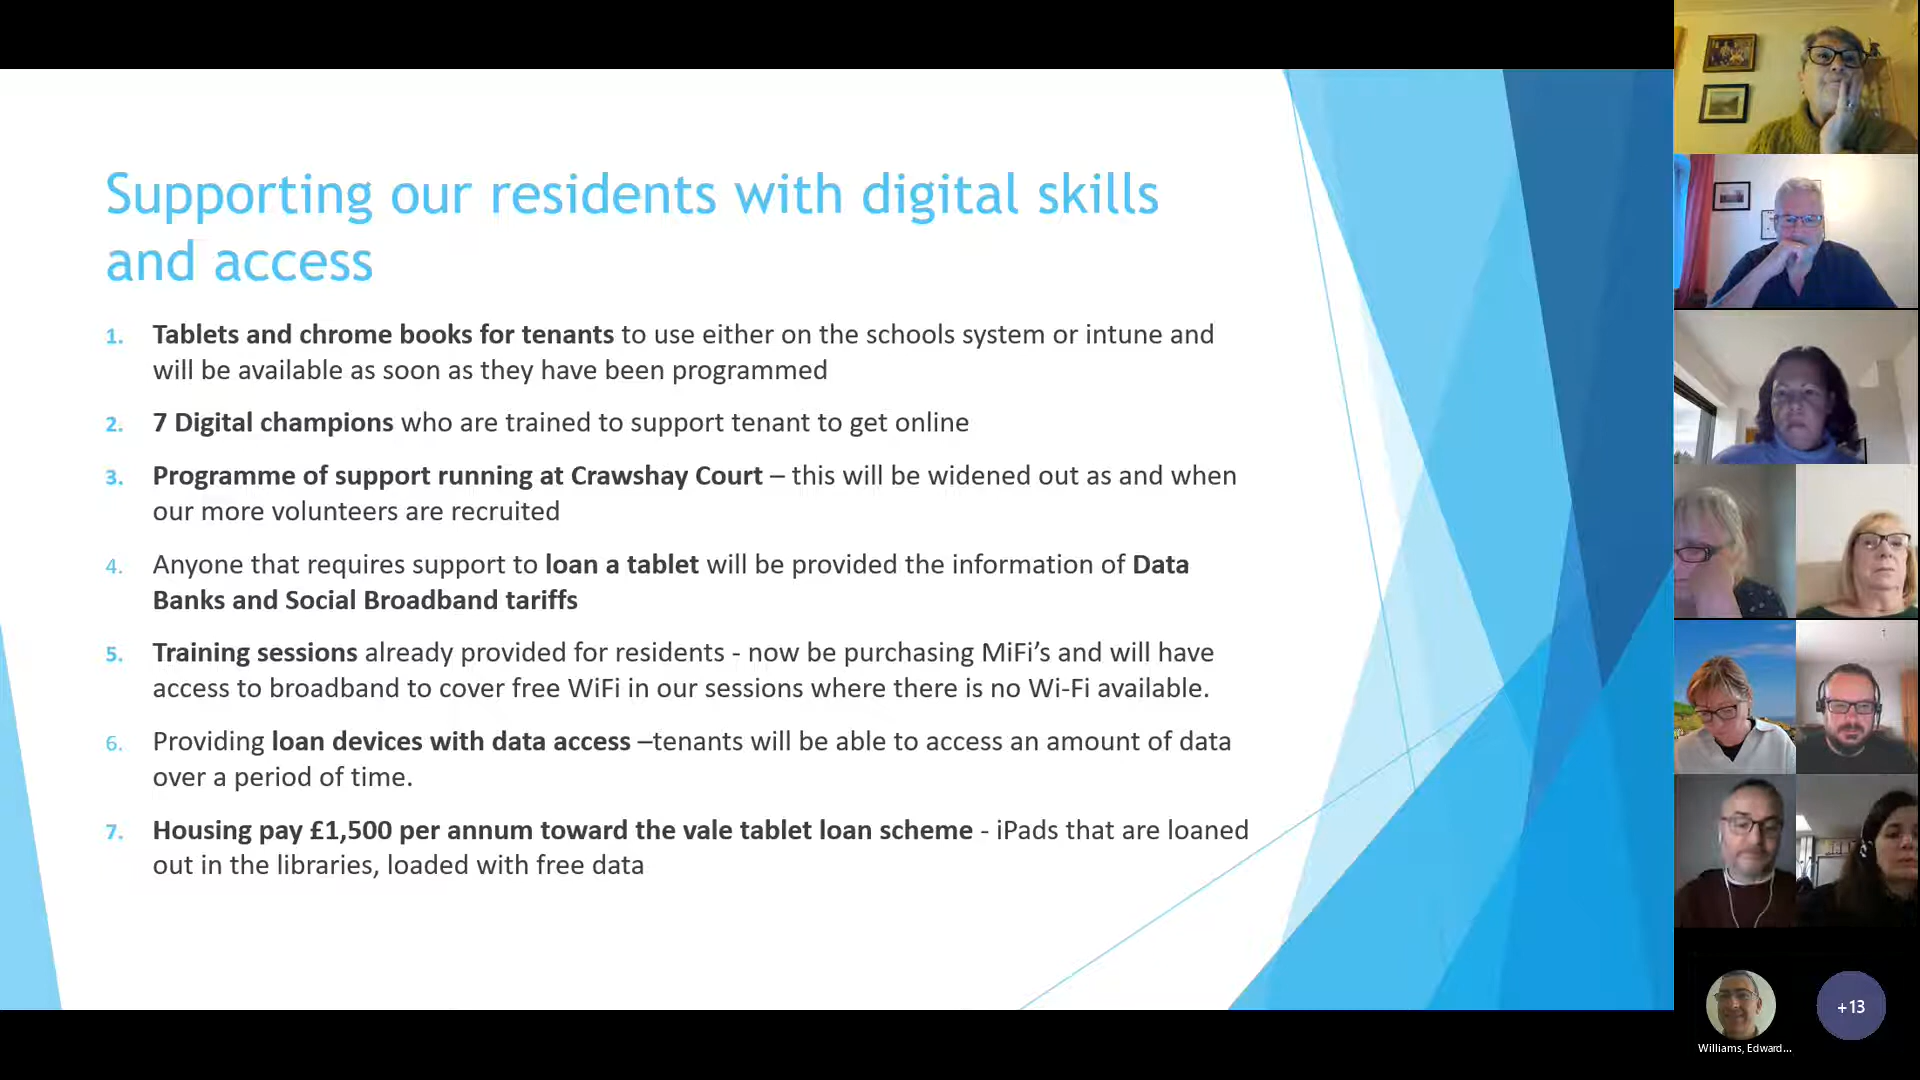 Supporting our residents with digital skills
and access
1. Tablets and chrome books for tenants to use either on the schools system or intune and
will be available as soon as they have been programmed
2. 7 Digital champions who are trained to support tenant to get online
3. Programme of support running at Crawshay Court – this will be widened out as and when
our more volunteers are recruited
4. Anyone that requires support to loan a tablet will be provided the information of Data
Banks and Social Broadband tariffs
5. Training sessions already provided for residents - now be purchasing MiFi’s and will have
access to broadband to cover free WiFi in our sessions where there is no Wi-Fi available.
6. Providing loan devices with data access –tenants will be able to access an amount of data
over a period of time.
7. Housing pay £1,500 per annum toward the vale tablet loan scheme - iPads that are loaned
out in the libraries, loaded with free data
+13
Williams, Edward...